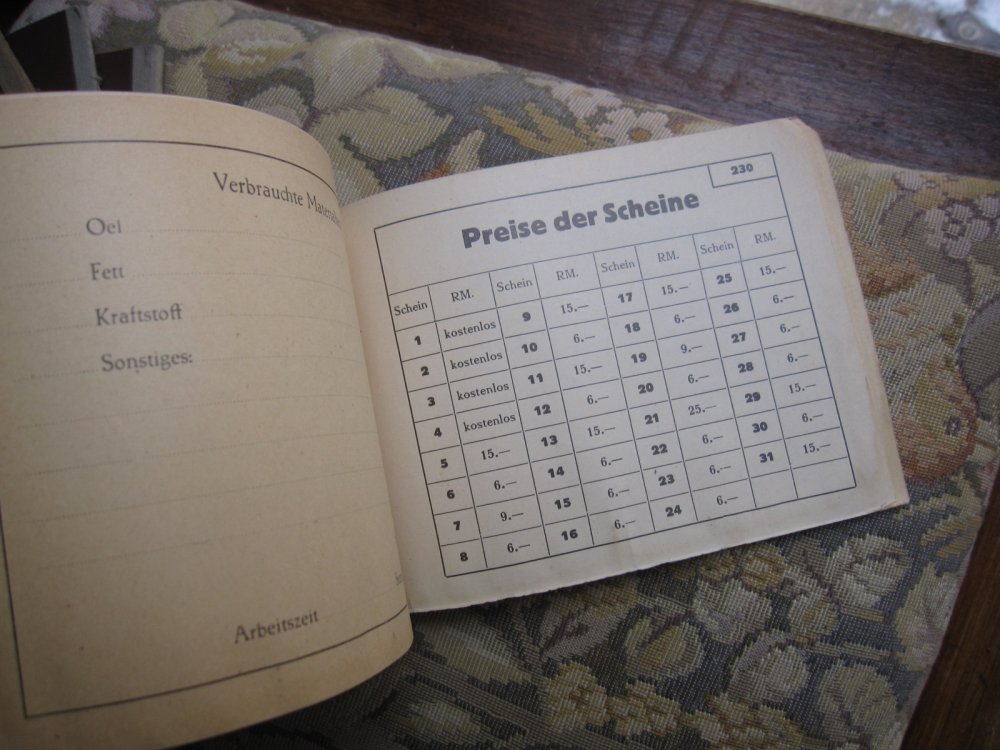 Verbrauchte
Oel
Fett
Kraftstoff
Sonstiges:
Arbeitszeit
230
Preise der Scheine
Schein RM. Schein RM. Schein RM. Schein RM.
1 kostenlos 9 15.— 17 15.— 25 15.—
2 kostenlos 10 6.— 18 6.— 26 6.—
3 kostenlos 11 15.— 19 9.— 27 6.—
4 kostenlos 12 6.— 20 6.— 28 6.—
5 15.— 13 15.— 21 25.— 29 15.—
6 6.— 14 6.— 22 6.— 30 6.—
7 9.— 15 6.— 23 6.— 31 15.—
8 6.— 16 6.— 24 6.—